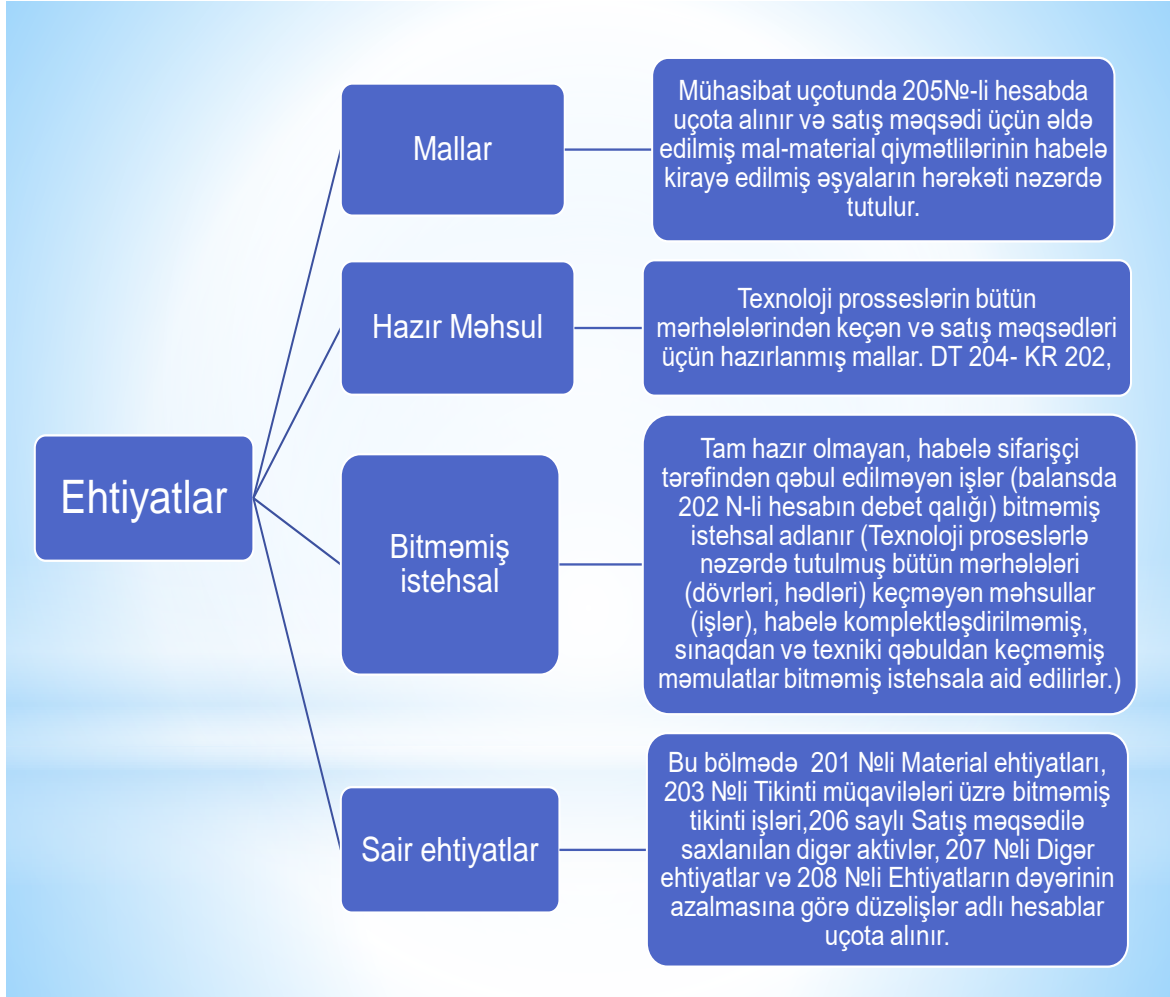 Ehtiyatlar
Mallar
Mühasibat uçotunda 205№-li hesabda
uçota alınır və satış məqsədi üçün əldə
edilmiş mal-material qiymətlilərinin habelə
kirayə edilmiş əşyaların hərəkəti nəzərdə
tutulur.
Hazır Məhsul
Texnoloji prosseslərin bütün
mərhələlərindən keçən və satış məqsədləri
üçün hazırlanmış mallar. DT 204- KR 202,
Bitməmiş
istehsal
Tam hazır olmayan, habelə sifarişçi
tərəfindən qəbul edilməyən işlər (balansda
202 N-li hesabın debet qalığı) bitməmiş
istehsal adlanır (Texnoloji proseslərlə
nəzərdə tutulmuş bütün mərhələləri
(dövrləri, hədləri) keçməyən məhsullar
(işlər), habelə komplektləşdirilməmiş,
sınaqdan və texniki qəbuldan keçməmiş
məmulatlar bitməmiş istehsala aid edilirlər.)
Sair ehtiyatlar
Bu bölmədə 201 №li Material ehtiyatları,
203 №li Tikinti müqavilələri üzrə bitməmiş
tikinti işləri,206 saylı Satış məqsədilə
saxlanılan digər aktivlər, 207 №li Digər
ehtiyatlar və 208 №li Ehtiyatların dəyərinin
azalmasına görə düzəlişlər adlı hesablar
uçota alınır.